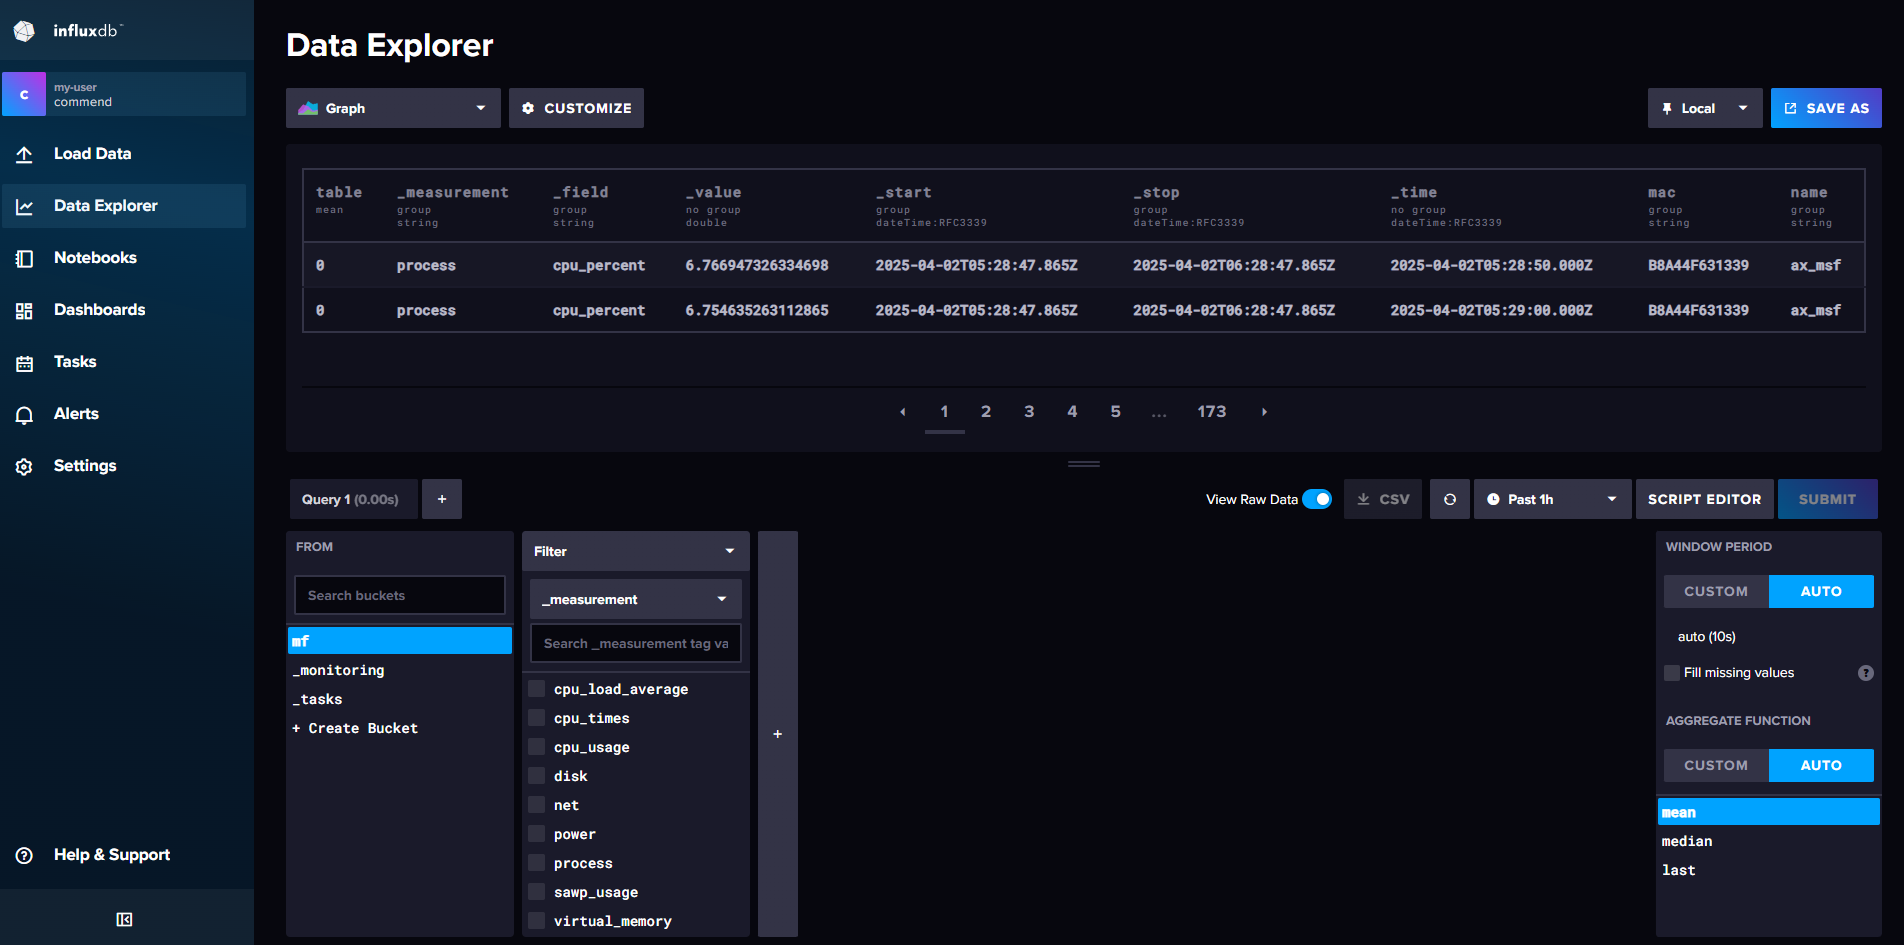 influxdb™
C
my-user
commend
Load Data
Data Explorer
Notebooks
Dashboards
Tasks
Alerts
Settings
Help & Support
Data Explorer
Graph
CUSTOMIZE
Local
SAVE AS
table _measurement _field _value _start _stop _time mac name
mean group group no group group group no group group group
string string double dateTime:RFC3339 dateTime:RFC3339 dateTime:RFC3339 string string
0 process cpu_percent 6.766947326334698 2025-04-02T05:28:47.865Z 2025-04-02T06:28:47.865Z 2025-04-02T05:28:50.000Z B8A44F631339 ax_msf
0 process cpu_percent 6.754635263112865 2025-04-02T05:28:47.865Z 2025-04-02T06:28:47.865Z 2025-04-02T05:29:00.000Z B8A44F631339 ax_msf
1 2 3 4 5 ... 173
Query 1 (0.00s)
+
View Raw Data
CSV
Past 1h
SCRIPT EDITOR
SUBMIT
FROM
Search buckets
mf
_monitoring
_tasks
+ Create Bucket
Filter
_measurement
Search _measurement tag va
cpu_load_average
cpu_times
cpu_usage
disk
net
power
process
sawp_usage
virtual_memory
+
WINDOW PERIOD
CUSTOM AUTO
auto (10s)
Fill missing values ?
AGGREGATE FUNCTION
CUSTOM AUTO
mean
median
last